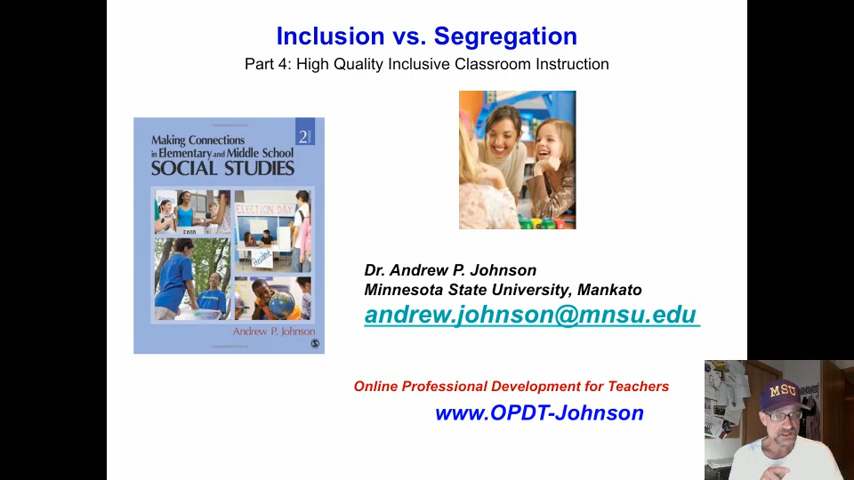 Inclusion vs. Segregation
Part 4: High Quality Inclusive Classroom Instruction
Making Connections
2
in Elementary and Middle School
SOCIAL STUDIES
ELECTION DAY
Andrew P. Johnson
Dr. Andrew P. Johnson
Minnesota State University, Mankato
andrew.johnson@mnsu.edu
Online Professional Development for Teachers
www.OPDT-Johnson
MSU